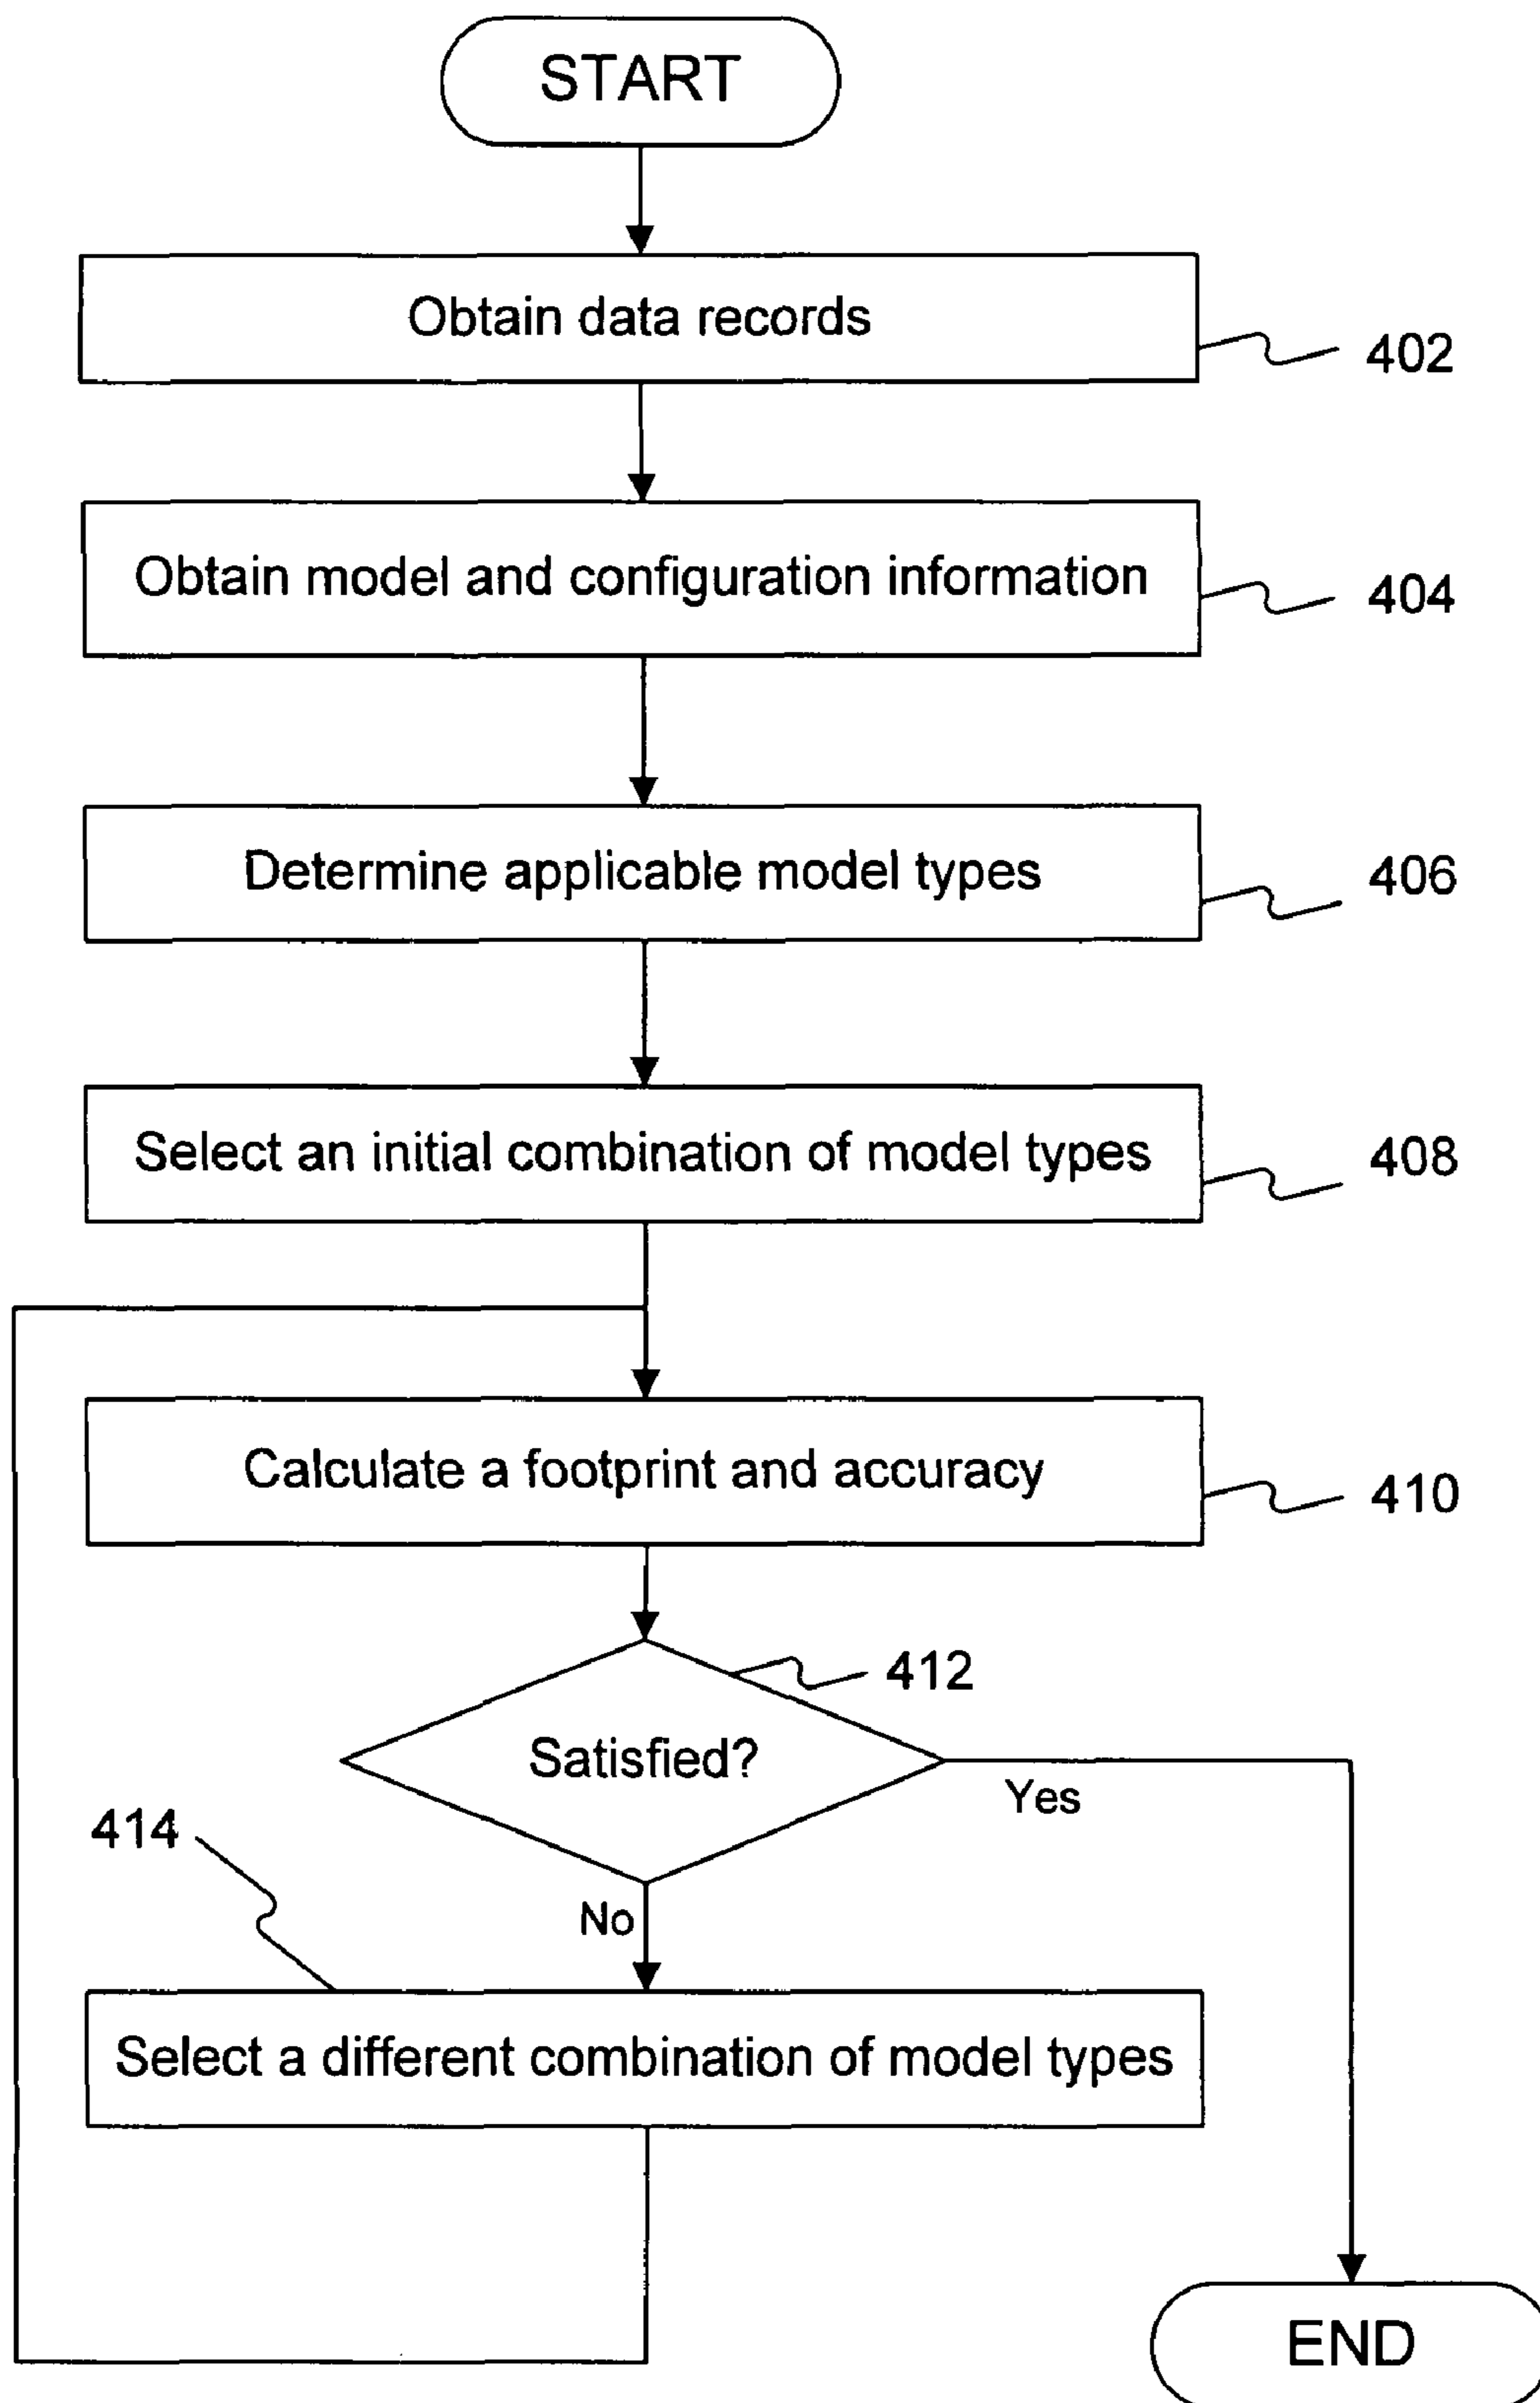 START
Obtain data records
402
Obtain model and configuration information
404
Determine applicable model types
406
Select an initial combination of model types
408
Calculate a footprint and accuracy
410
412
Satisfied?
Yes
414
No
Select a different combination of model types
END